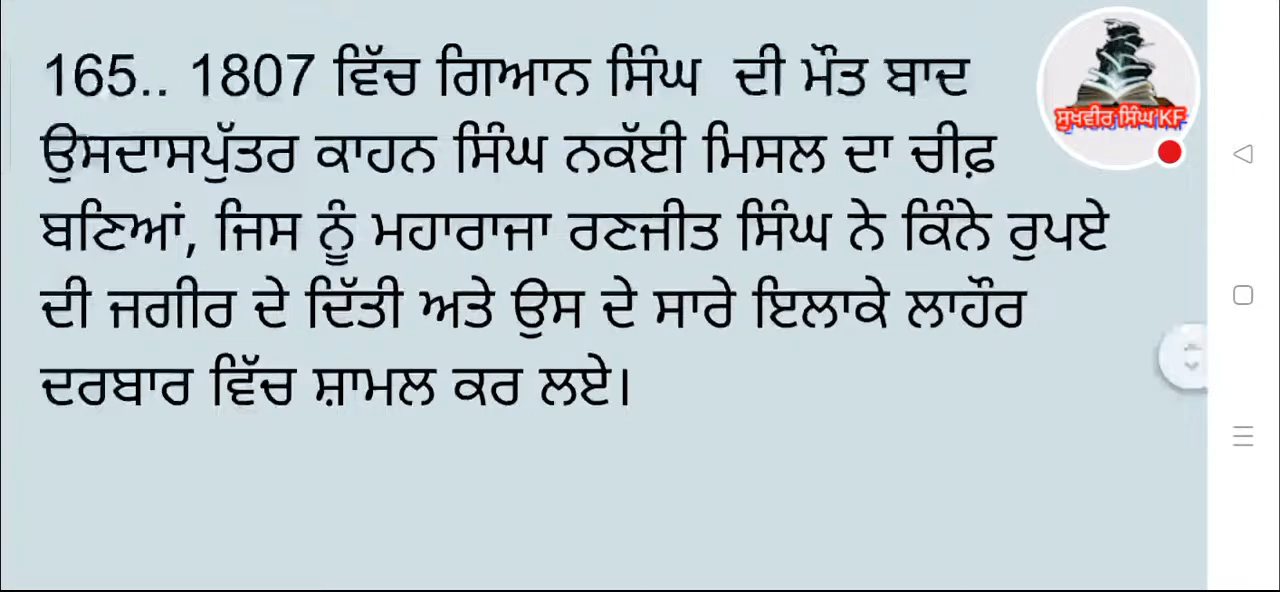 165.. 1807 ਵਿੱਚ ਗਿਆਨ ਸਿੰਘ ਦੀ ਮੌਤ ਬਾਦ
ਉਸਦਾਸਪੁੱਤਰ ਕਾਹਨ ਸਿੰਘ ਨਕੱਈ ਮਿਸਲ ਦਾ ਚੀਫ਼
ਬਣਿਆਂ, ਜਿਸ ਨੂੰ ਮਹਾਰਾਜਾ ਰਣਜੀਤ ਸਿੰਘ ਨੇ ਕਿੰਨੇ ਰੁਪਏ
ਦੀ ਜਗੀਰ ਦੇ ਦਿੱਤੀ ਅਤੇ ਉਸ ਦੇ ਸਾਰੇ ਇਲਾਕੇ ਲਾਹੌਰ
ਦਰਬਾਰ ਵਿੱਚ ਸ਼ਾਮਲ ਕਰ ਲਏ।
ਸੁਖਵੀਰ ਸਿੰਘ KF